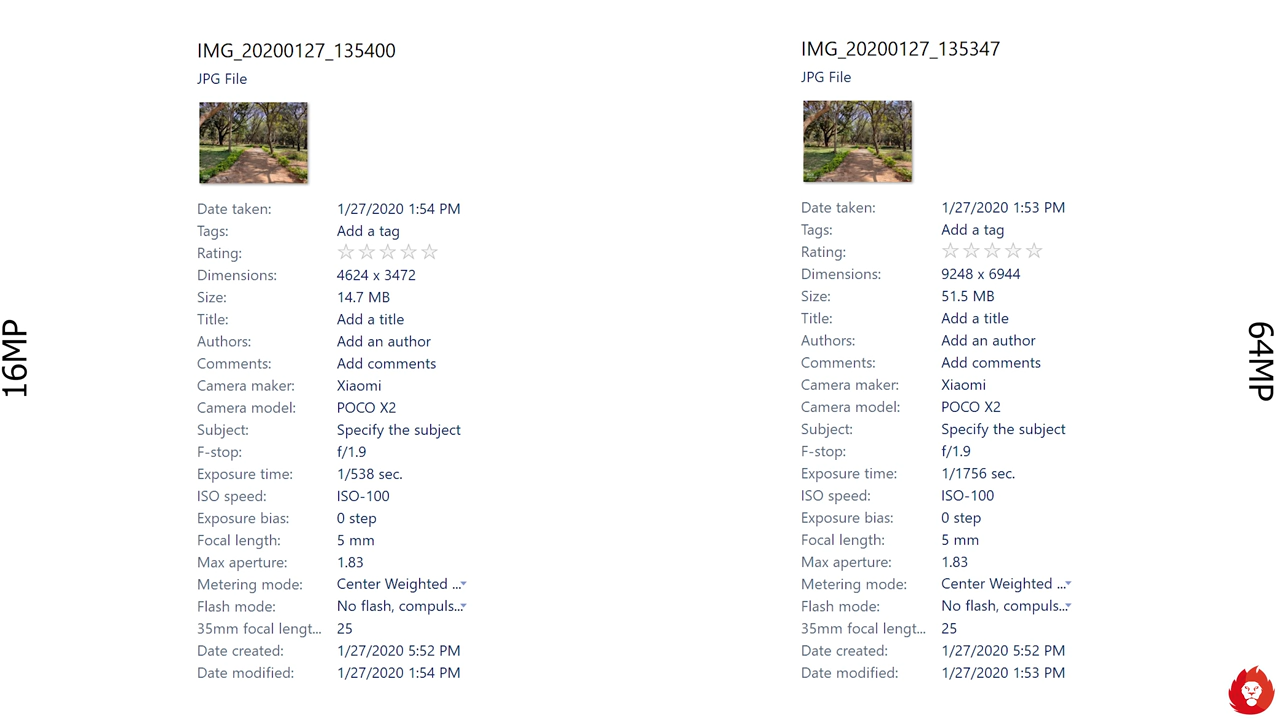 16MP
IMG_20200127_135400
JPG File
Date taken: 1/27/2020 1:54 PM
Tags: Add a tag
Rating:
Dimensions: 4624 x 3472
Size: 14.7 MB
Title: Add a title
Authors: Add an author
Comments: Add comments
Camera maker: Xiaomi
Camera model: POCO X2
Subject: Specify the subject
F-stop: f/1.9
Exposure time: 1/538 sec.
ISO speed: ISO-100
Exposure bias: 0 step
Focal length: 5 mm
Max aperture: 1.83
Metering mode: Center Weighted ...
Flash mode: No flash, compuls...
35mm focal lengt... 25
Date created: 1/27/2020 5:52 PM
Date modified: 1/27/2020 1:54 PM
IMG_20200127_135347
JPG File
Date taken: 1/27/2020 1:53 PM
Tags: Add a tag
Rating:
Dimensions: 9248 x 6944
Size: 51.5 MB
Title: Add a title
Authors: Add an author
Comments: Add comments
Camera maker: Xiaomi
Camera model: POCO X2
Subject: Specify the subject
F-stop: f/1.9
Exposure time: 1/1756 sec.
ISO speed: ISO-100
Exposure bias: 0 step
Focal length: 5 mm
Max aperture: 1.83
Metering mode: Center Weighted ...
Flash mode: No flash, compuls...
35mm focal lengt... 25
Date created: 1/27/2020 5:52 PM
Date modified: 1/27/2020 1:53 PM
64MP